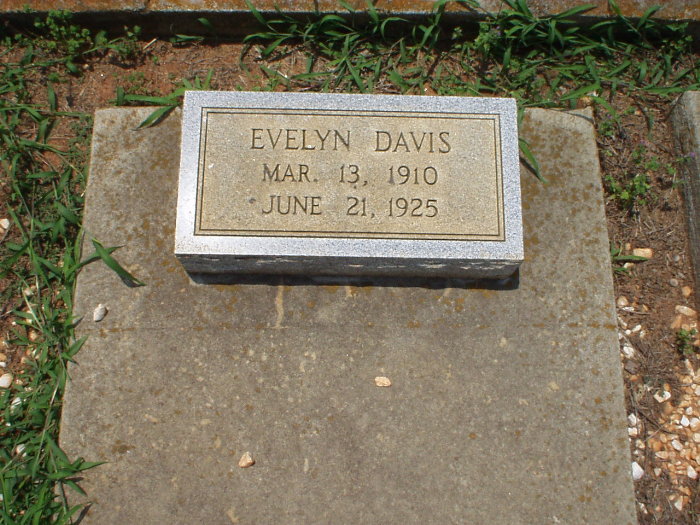 EVELYN DAVIS
MAR. 13, 1910
JUNE 21, 1925